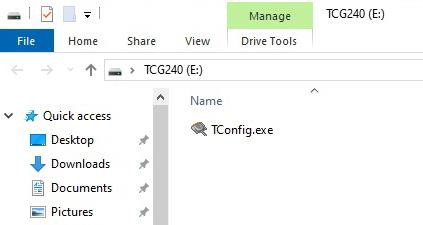 Manage
TCG240 (E:)
File
Home
Share
View
Drive Tools
TCG240 (E:)
Name
Quick access
TConfig.exe
Desktop
Downloads
Documents
Pictures